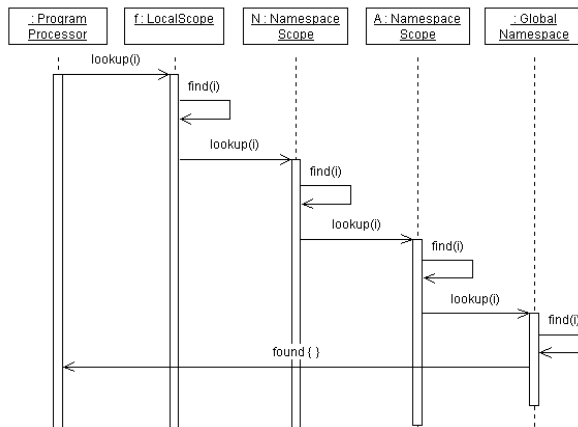 : Program
Processor
f : LocalScope
N : Namespace
Scope
A : Namespace
Scope
: Global
Namespace
lookup(i)
find(i)
lookup(i)
find(i)
lookup(i)
find(i)
lookup(i)
find(i)
found { }